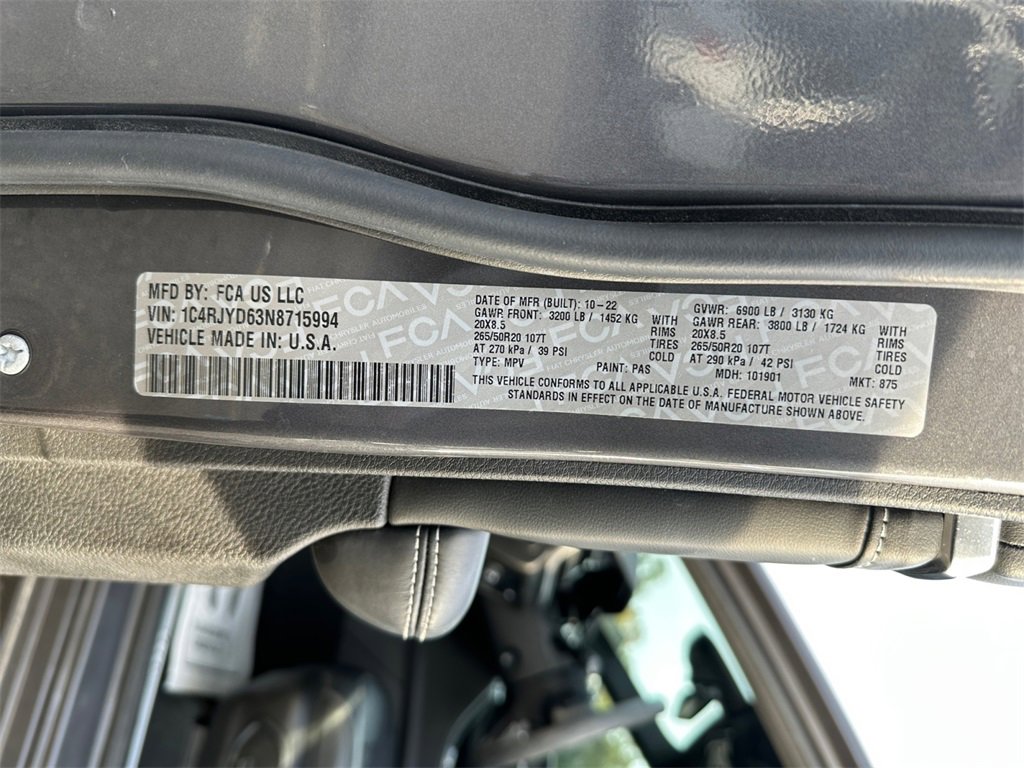 MFD BY: FCA US LLC
VIN: 1C4RJYD63N8715994
VEHICLE MADE IN: U.S.A.
DATE OF MFR (BUILT): 10-22
GAWR FRONT: 3200 LB / 1452 KG WITH
20X8.5 RIMS
265/50R20 107T TIRES
AT 270 kPa / 39 PSI COLD
TYPE: MPV PAINT: PAS
GVWR: 6900 LB / 3130 KG
GAWR REAR: 3800 LB / 1724 KG WITH
20X8.5 RIMS
265/50R20 107T TIRES
AT 290 kPa / 42 PSI COLD
MDH: 101901 MKT: 875
THIS VEHICLE CONFORMS TO ALL APPLICABLE U.S.A. FEDERAL MOTOR VEHICLE SAFETY
STANDARDS IN EFFECT ON THE DATE OF MANUFACTURE SHOWN ABOVE.